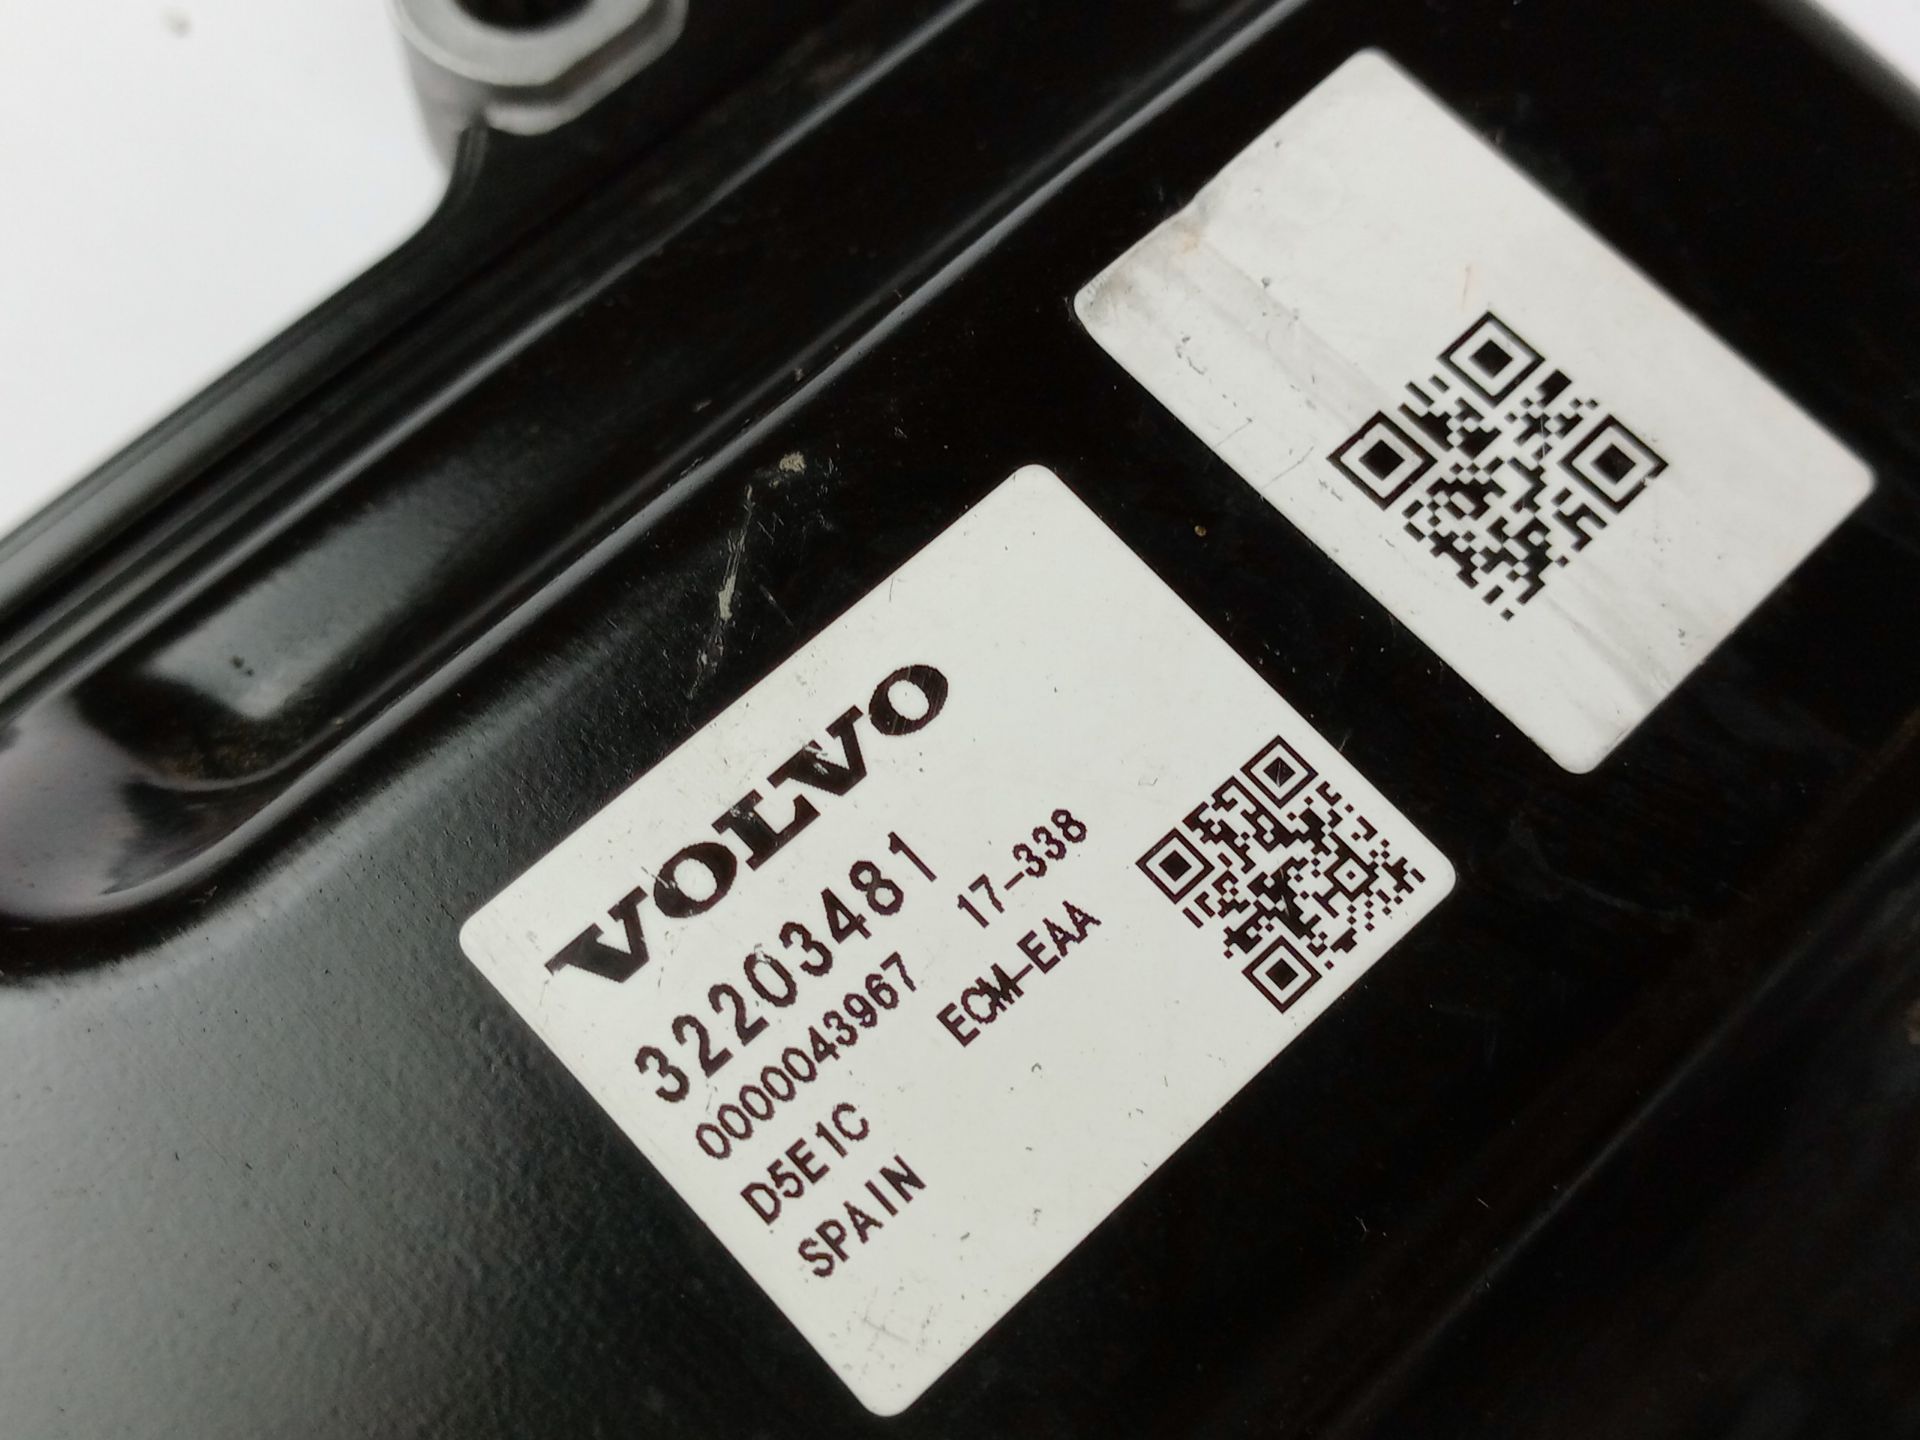 VOLVO
32203481
0000043967 17-338
D5E1C ECM-EAA
SPAIN